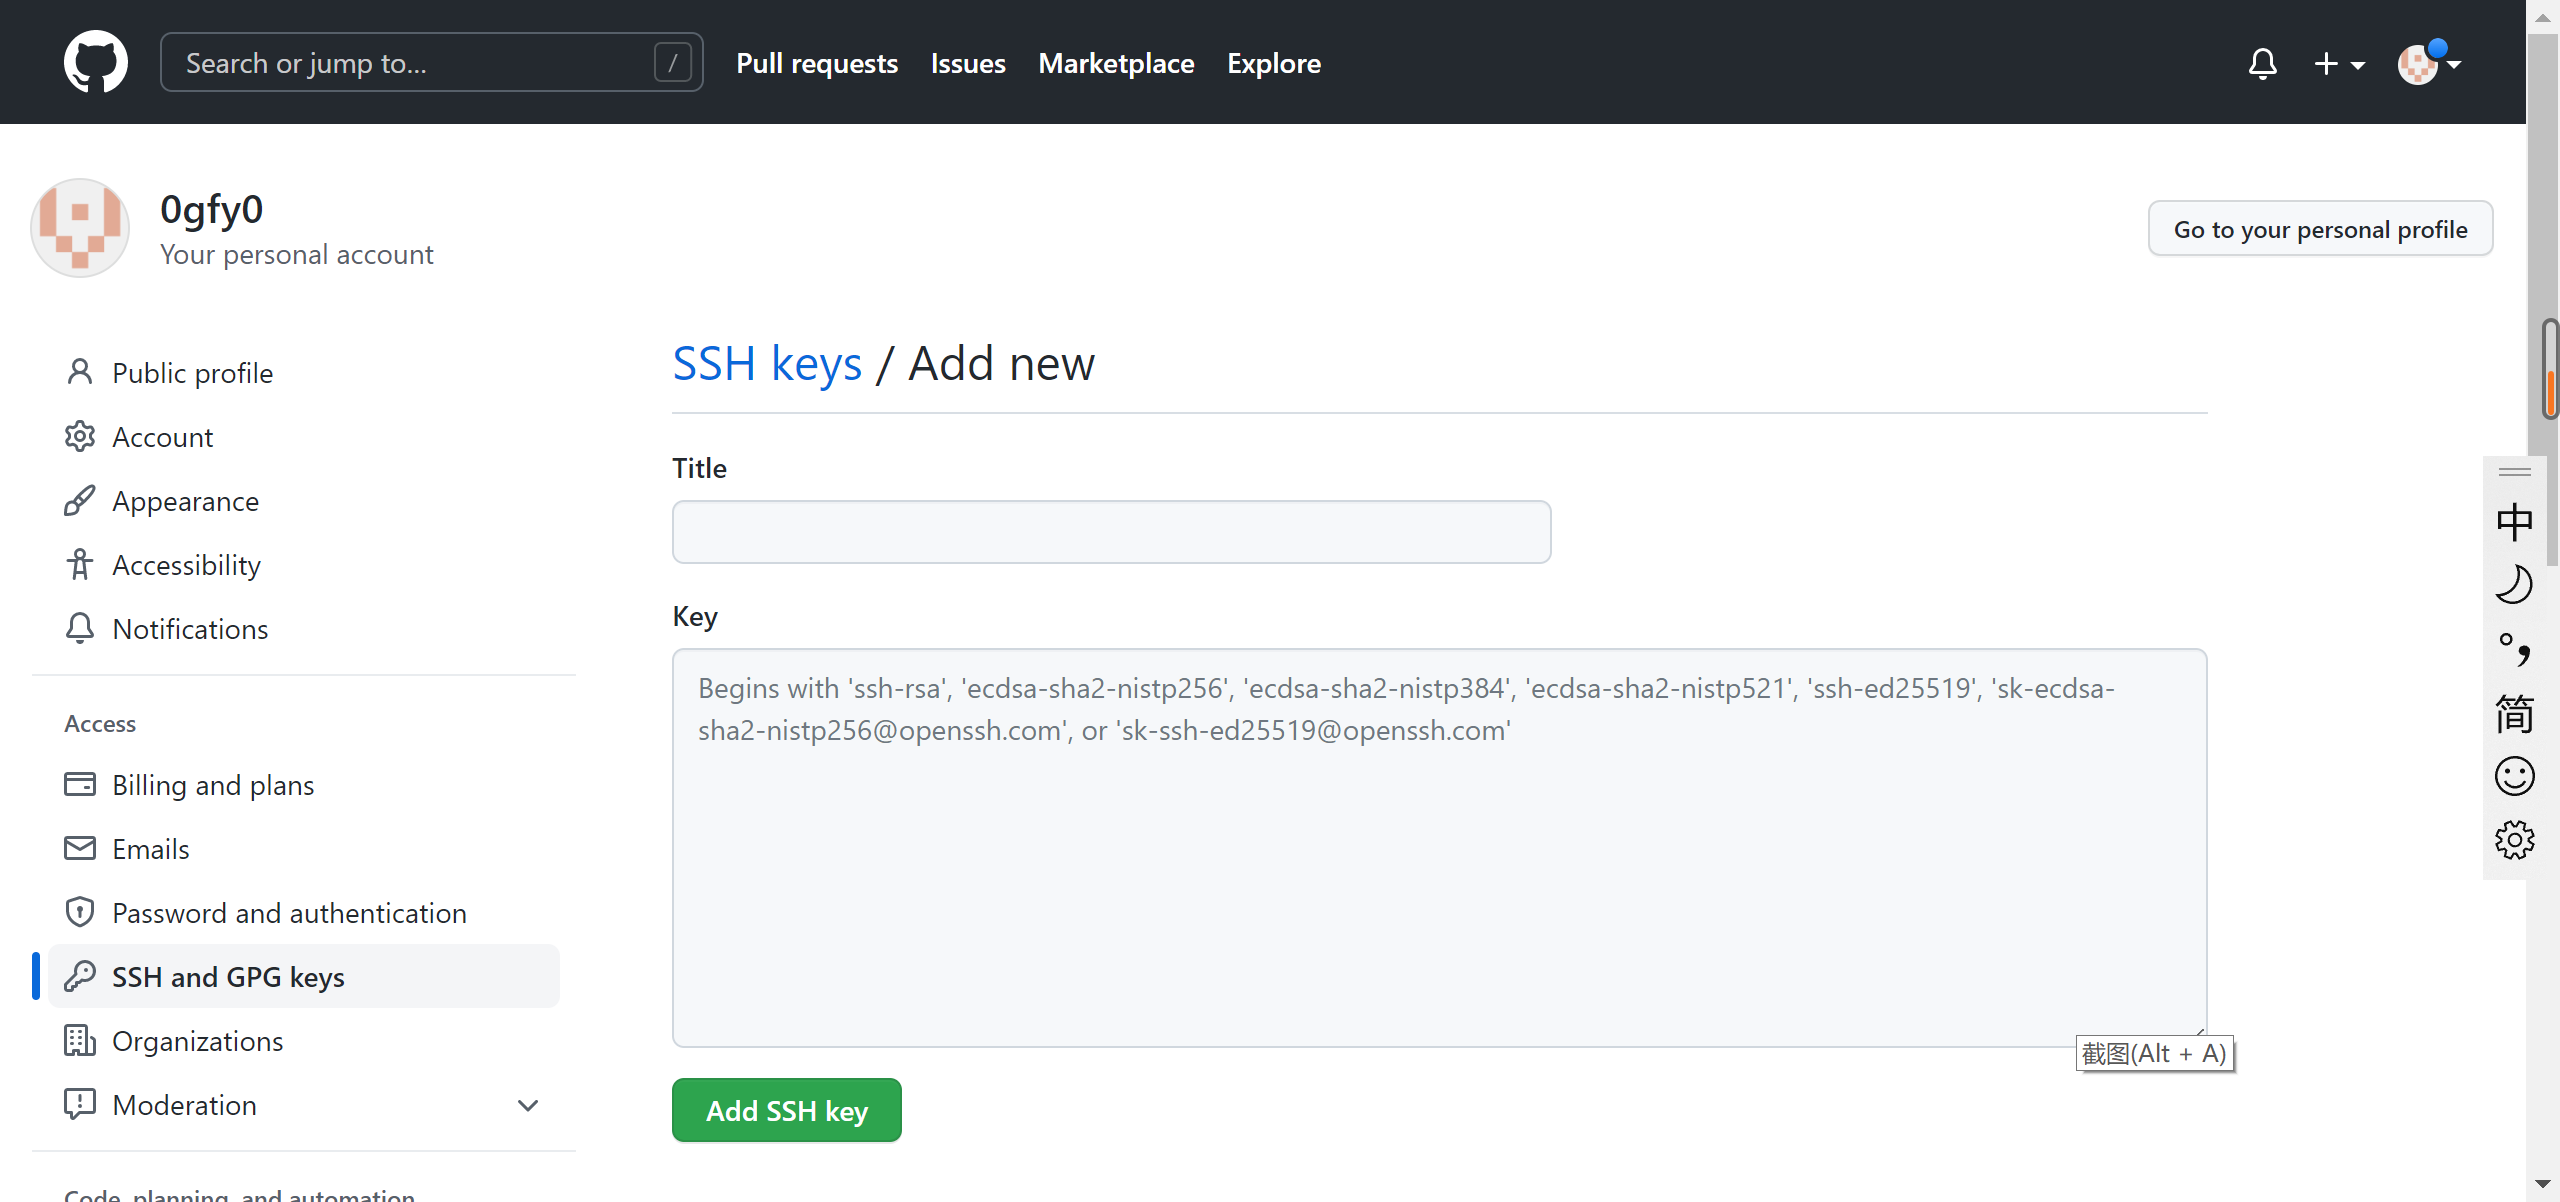 Search or jump to... /
Pull requests
Issues
Marketplace
Explore
0gfy0
Your personal account
Go to your personal profile
Public profile
Account
Appearance
Accessibility
Notifications
Access
Billing and plans
Emails
Password and authentication
SSH and GPG keys
Organizations
Moderation
Code, planning, and automation
SSH keys / Add new
Title
Key
Begins with 'ssh-rsa', 'ecdsa-sha2-nistp256', 'ecdsa-sha2-nistp384', 'ecdsa-sha2-nistp521', 'ssh-ed25519', 'sk-ecdsa-
sha2-nistp256@openssh.com', or 'sk-ssh-ed25519@openssh.com'
Add SSH key
截图(Alt + A)
中
简